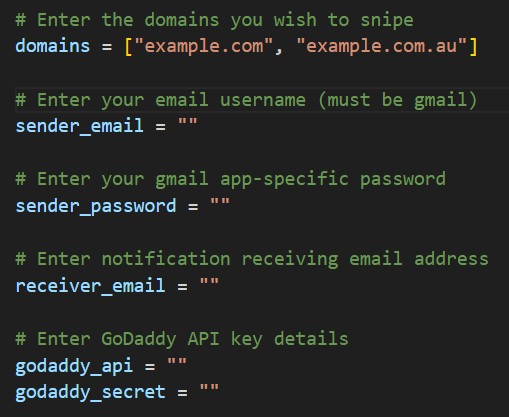 # Enter the domains you wish to snipe
domains = ["example.com", "example.com.au"]
# Enter your email username (must be gmail)
sender_email = ""
# Enter your gmail app-specific password
sender_password = ""
# Enter notification receiving email address
receiver_email = ""
# Enter GoDaddy API key details
godaddy_api = ""
godaddy_secret = ""